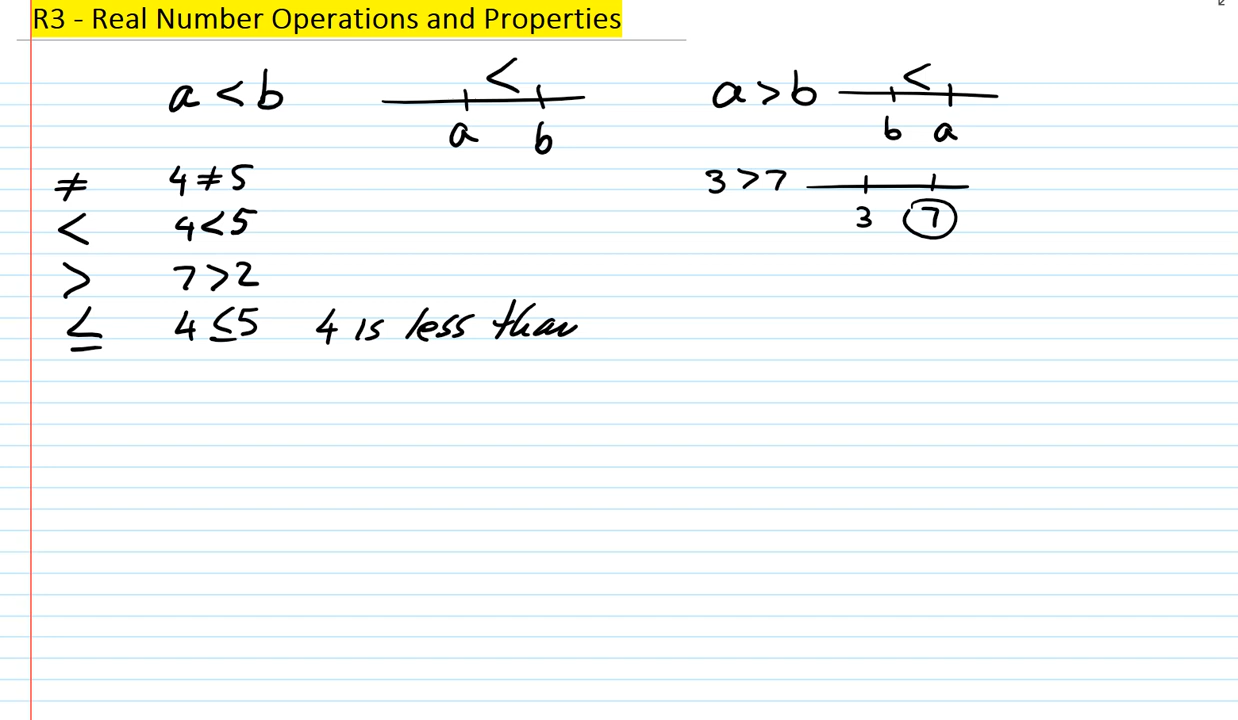 R3 - Real Number Operations and Properties
a < b < a > b <
a b b a
≠ 4 ≠ 5 3 > 7
< 4 < 5 3 7
> 7 > 2
≤ 4 ≤ 5 4 is less than